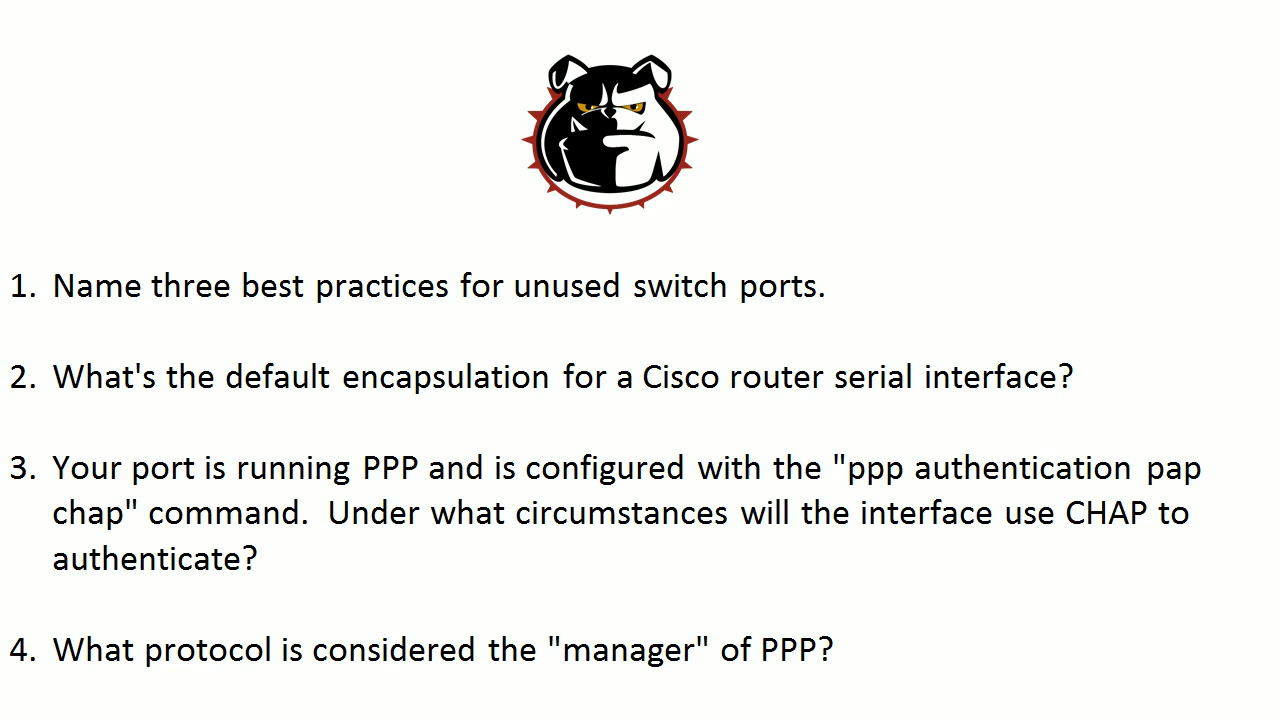 1. Name three best practices for unused switch ports.
2. What's the default encapsulation for a Cisco router serial interface?
3. Your port is running PPP and is configured with the "ppp authentication pap
chap" command.  Under what circumstances will the interface use CHAP to
authenticate?
4. What protocol is considered the "manager" of PPP?